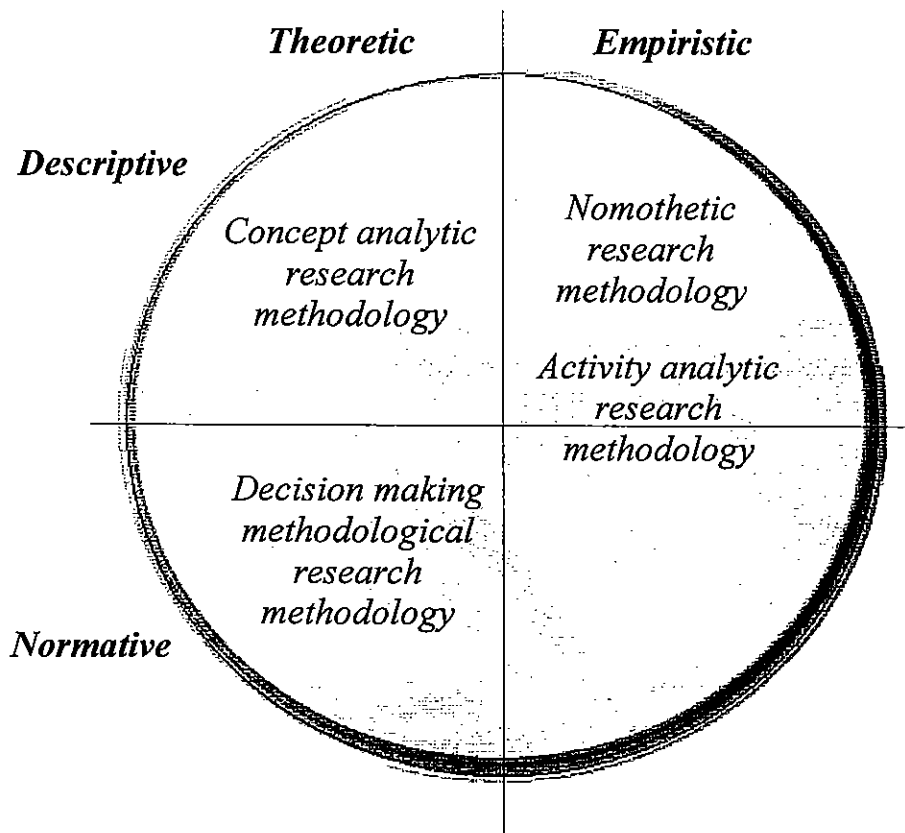 Theoretic
Empiristic
Descriptive
Concept analytic
research
methodology
Nomothetic
research
methodology
Activity analytic
research
methodology
Decision making
methodological
research
methodology
Normative